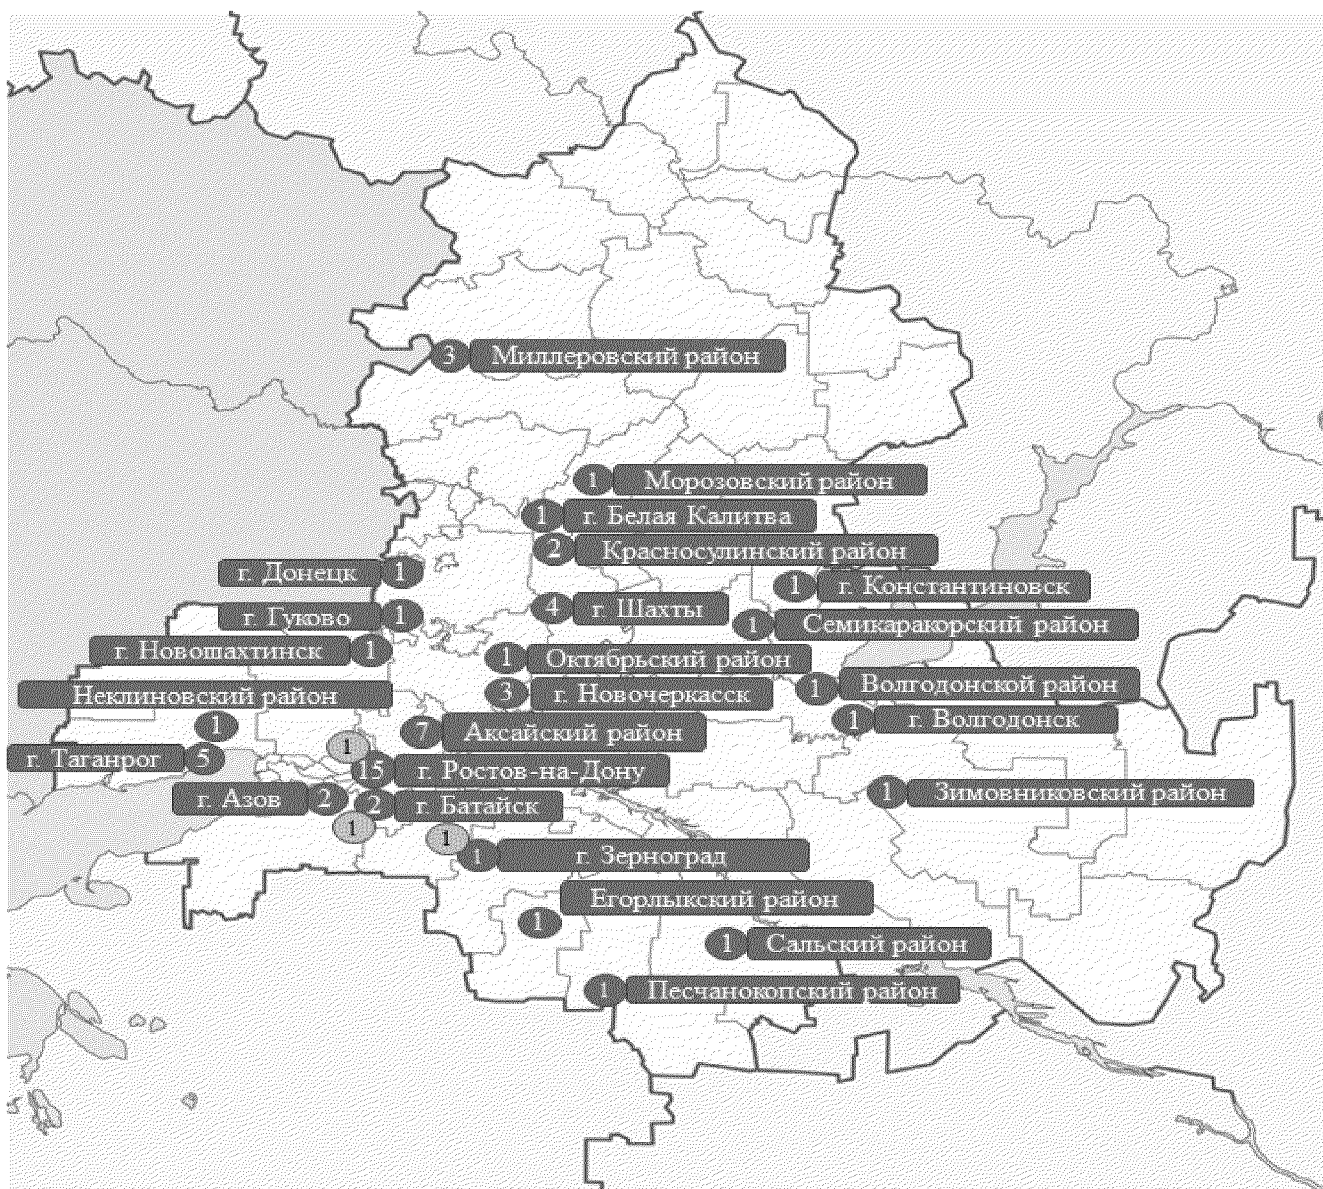 3 Миллеровский район
1 Морозовский район
1 г. Белая Калитва
2 Красносулинский район
г. Донецк 1
1 г. Константиновск
4 г. Шахты
г. Гуково 1
1 Семикаракорский район
г. Новошахтинск 1
1 Октябрьский район
1 Волгодонской район
Неклиновский район
1
3 г. Новочеркасск
1 г. Волгодонск
7 Аксайский район
1
г. Таганрог 5
15 г. Ростов-на-Дону
1 Зимовниковский район
г. Азов 2
2 г. Батайск
1
1
1 г. Зерноград
Егорлыкский район
1
1 Сальский район
1 Песчанокопский район